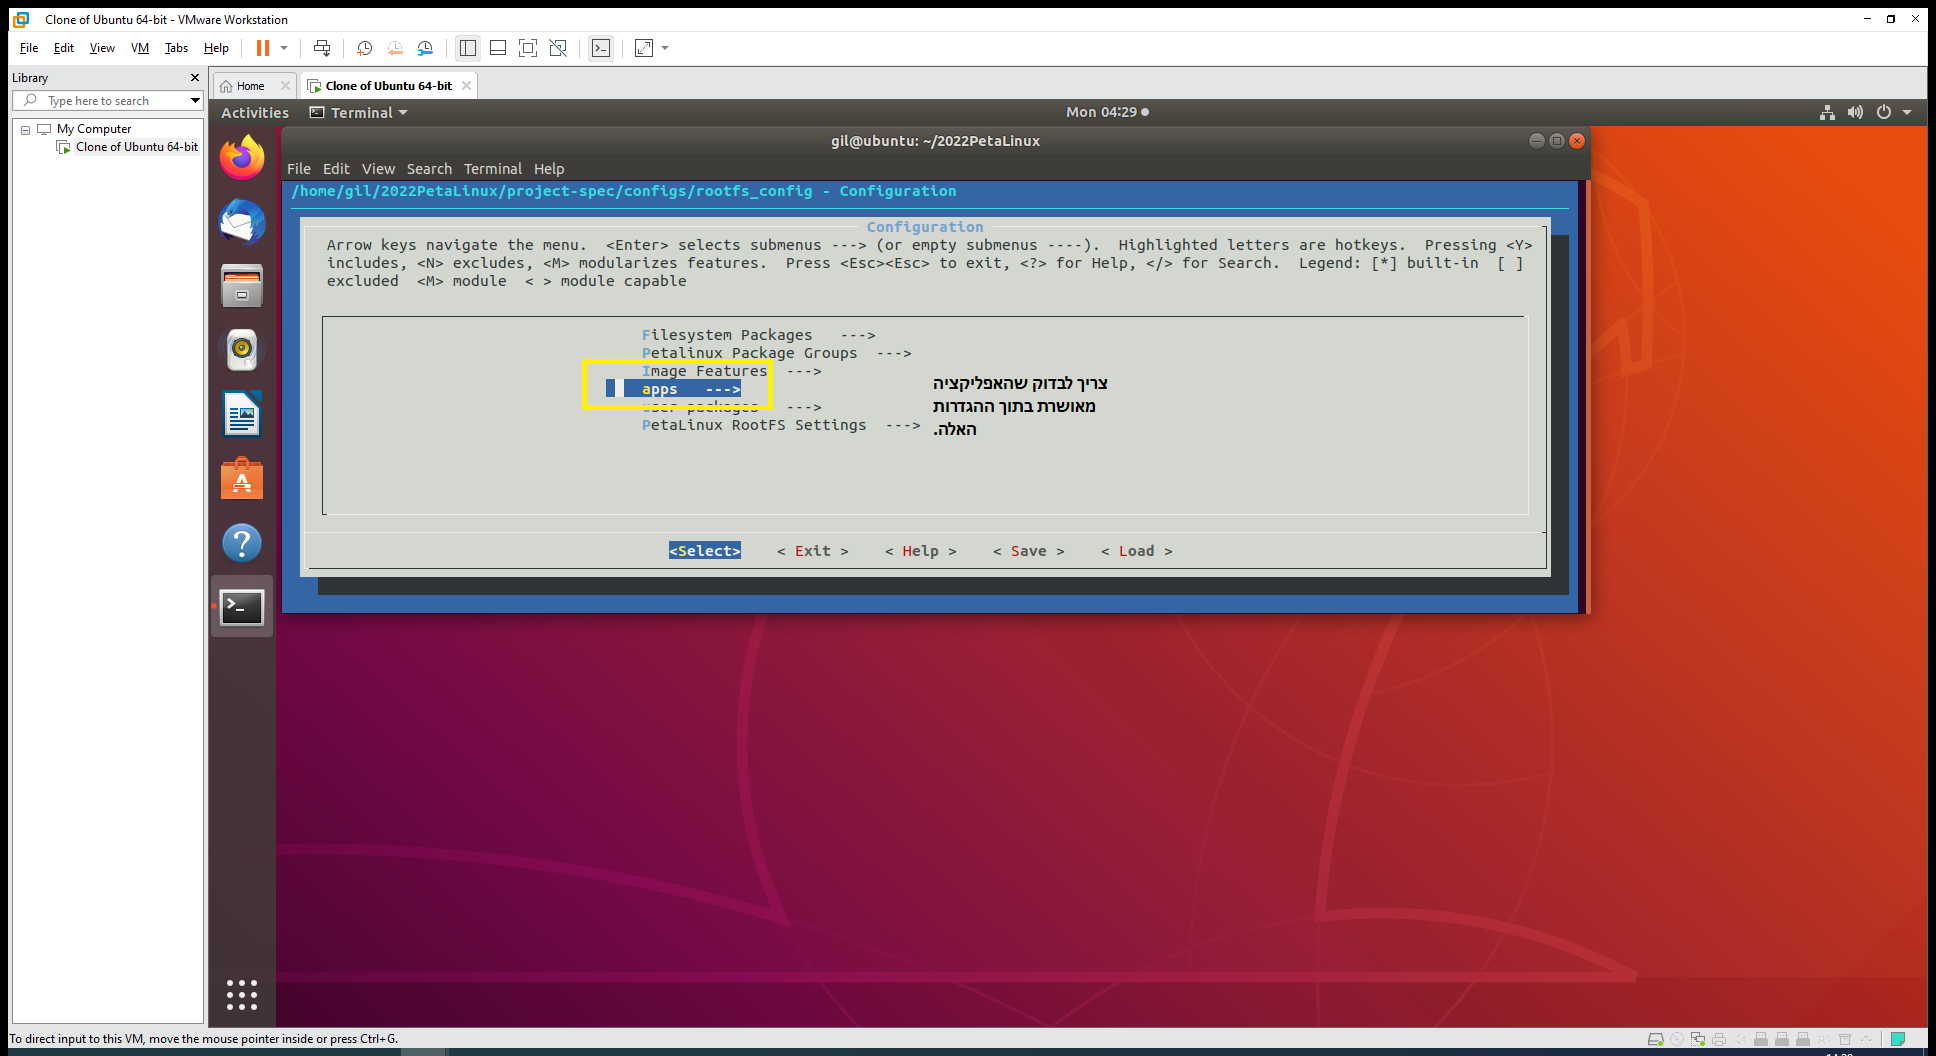 Clone of Ubuntu 64-bit - VMware Workstation
File Edit View VM Tabs Help
Library
Type here to search
My Computer
Clone of Ubuntu 64-bit
Home
Clone of Ubuntu 64-bit
Activities Terminal Mon 04:29
gil@ubuntu: ~/2022PetaLinux
File Edit View Search Terminal Help
/home/gil/2022PetaLinux/project-spec/configs/rootfs_config - Configuration
Configuration
Arrow keys navigate the menu. <Enter> selects submenus ---> (or empty submenus ----). Highlighted letters are hotkeys. Pressing <Y>
includes, <N> excludes, <M> modularizes features. Press <Esc><Esc> to exit, <?> for Help, </> for Search. Legend: [*] built-in [ ]
excluded <M> module < > module capable
Filesystem Packages --->
Petalinux Package Groups --->
Image Features --->
apps --->
user packages --->
PetaLinux RootFS Settings --->
צריך לבדוק שהאפליקציה
מאושרת בתוך ההגדרות
האלה.
<Select> < Exit > < Help > < Save > < Load >
To direct input to this VM, move the mouse pointer inside or press Ctrl+G.